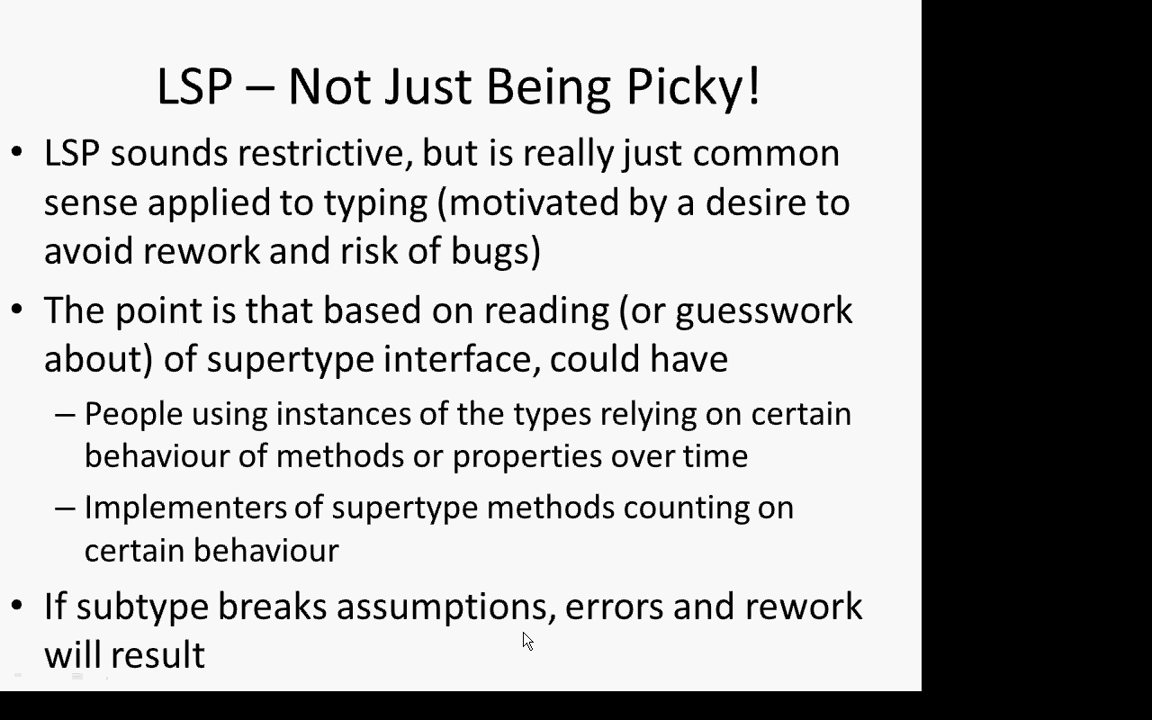 LSP – Not Just Being Picky!
• LSP sounds restrictive, but is really just common
sense applied to typing (motivated by a desire to
avoid rework and risk of bugs)
• The point is that based on reading (or guesswork
about) of supertype interface, could have
– People using instances of the types relying on certain
behaviour of methods or properties over time
– Implementers of supertype methods counting on
certain behaviour
• If subtype breaks assumptions, errors and rework
will result